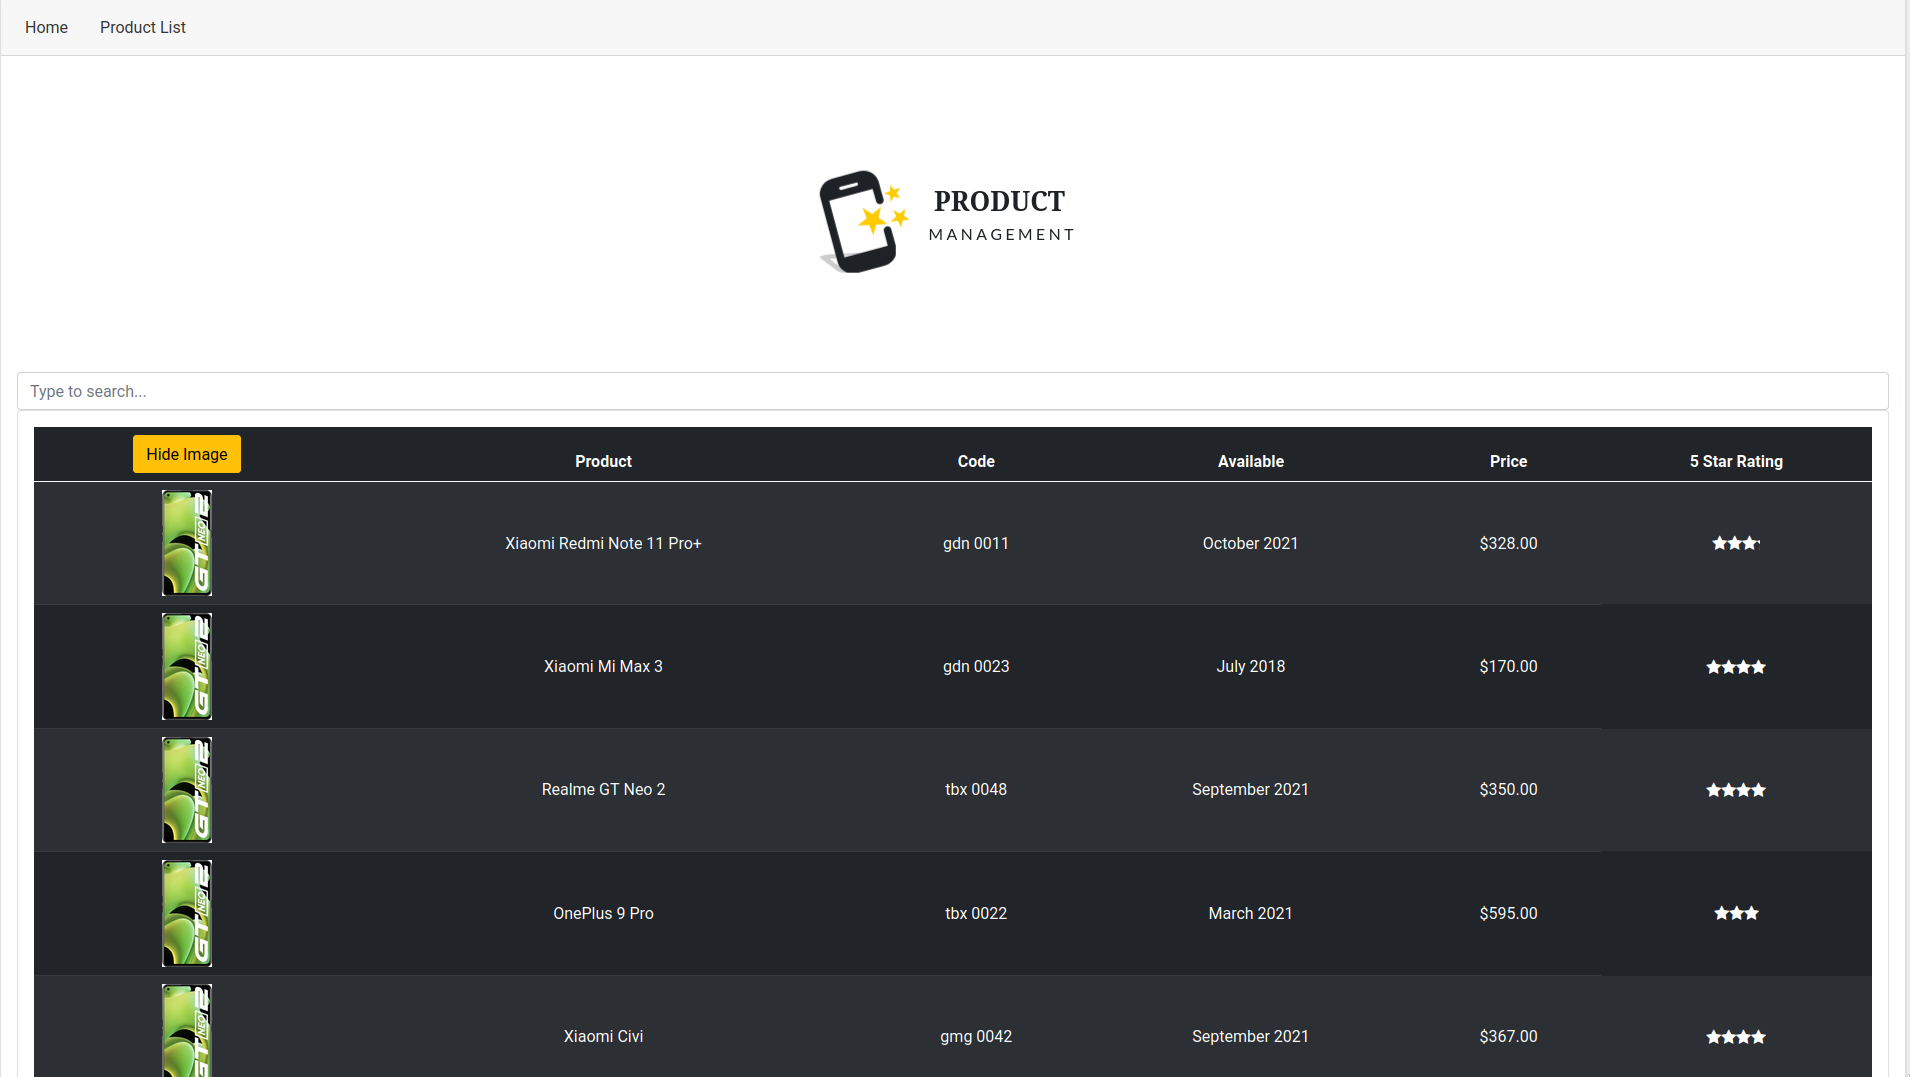 Home Product List
PRODUCT
MANAGEMENT
Type to search...
Hide Image Product Code Available Price 5 Star Rating
GT NEO 2 Xiaomi Redmi Note 11 Pro+ gdn 0011 October 2021 $328.00
GT NEO 2 Xiaomi Mi Max 3 gdn 0023 July 2018 $170.00
GT NEO 2 Realme GT Neo 2 tbx 0048 September 2021 $350.00
GT NEO 2 OnePlus 9 Pro tbx 0022 March 2021 $595.00
GT NEO 2 Xiaomi Civi gmg 0042 September 2021 $367.00